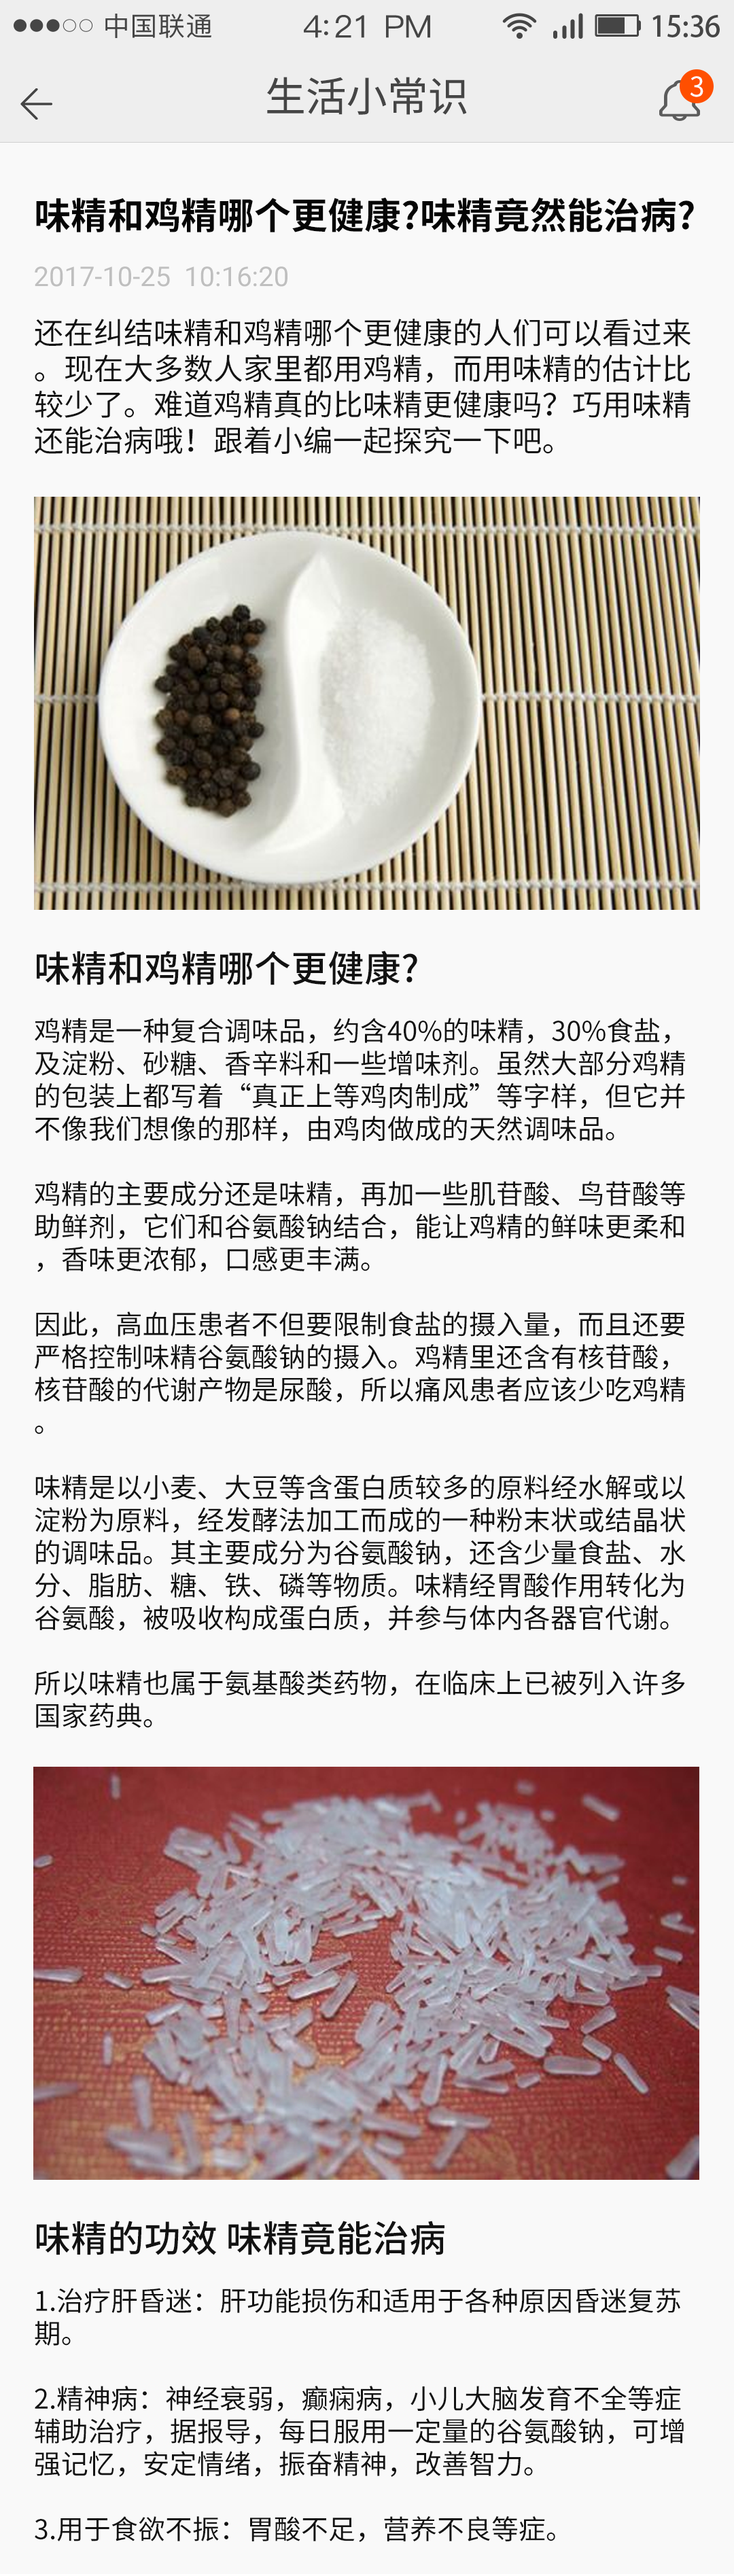 中国联通 4:21 PM 15:36
生活小常识
3
味精和鸡精哪个更健康?味精竟然能治病?
2017-10-25 10:16:20
还在纠结味精和鸡精哪个更健康的人们可以看过来
。现在大多数人家里都用鸡精，而用味精的估计比
较少了。难道鸡精真的比味精更健康吗？巧用味精
还能治病哦！跟着小编一起探究一下吧。
味精和鸡精哪个更健康?
鸡精是一种复合调味品，约含40%的味精，30%食盐，
及淀粉、砂糖、香辛料和一些增味剂。虽然大部分鸡精
的包装上都写着“真正上等鸡肉制成”等字样，但它并
不像我们想像的那样，由鸡肉做成的天然调味品。
鸡精的主要成分还是味精，再加一些肌苷酸、鸟苷酸等
助鲜剂，它们和谷氨酸钠结合，能让鸡精的鲜味更柔和
，香味更浓郁，口感更丰满。
因此，高血压患者不但要限制食盐的摄入量，而且还要
严格控制味精谷氨酸钠的摄入。鸡精里还含有核苷酸，
核苷酸的代谢产物是尿酸，所以痛风患者应该少吃鸡精
。
味精是以小麦、大豆等含蛋白质较多的原料经水解或以
淀粉为原料，经发酵法加工而成的一种粉末状或结晶状
的调味品。其主要成分为谷氨酸钠，还含少量食盐、水
分、脂肪、糖、铁、磷等物质。味精经胃酸作用转化为
谷氨酸，被吸收构成蛋白质，并参与体内各器官代谢。
所以味精也属于氨基酸类药物，在临床上已被列入许多
国家药典。
味精的功效 味精竟能治病
1.治疗肝昏迷：肝功能损伤和适用于各种原因昏迷复苏
期。
2.精神病：神经衰弱，癫痫病，小儿大脑发育不全等症
辅助治疗，据报导，每日服用一定量的谷氨酸钠，可增
强记忆，安定情绪，振奋精神，改善智力。
3.用于食欲不振：胃酸不足，营养不良等症。